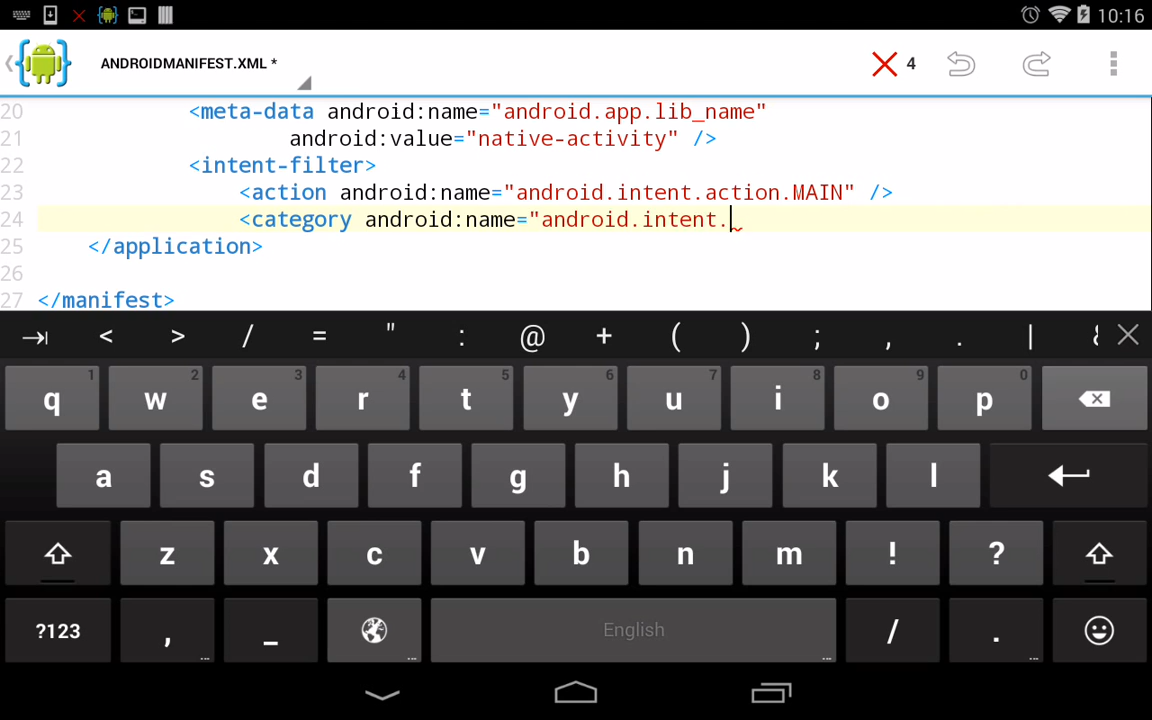 10:16
ANDROIDMANIFEST.XML *
4
20 <meta-data android:name="android.app.lib_name"
21 android:value="native-activity" />
22 <intent-filter>
23 <action android:name="android.intent.action.MAIN" />
24 <category android:name="android.intent.
25 </application>
26
27 </manifest>
< > / = " : @ + ( ) ; , . |
q 1 w 2 e 3 r 4 t 5 y 6 u 7 i 8 o 9 p 0
a s d f g h j k l
z x c v b n m ! ?
?123 , _ English / .